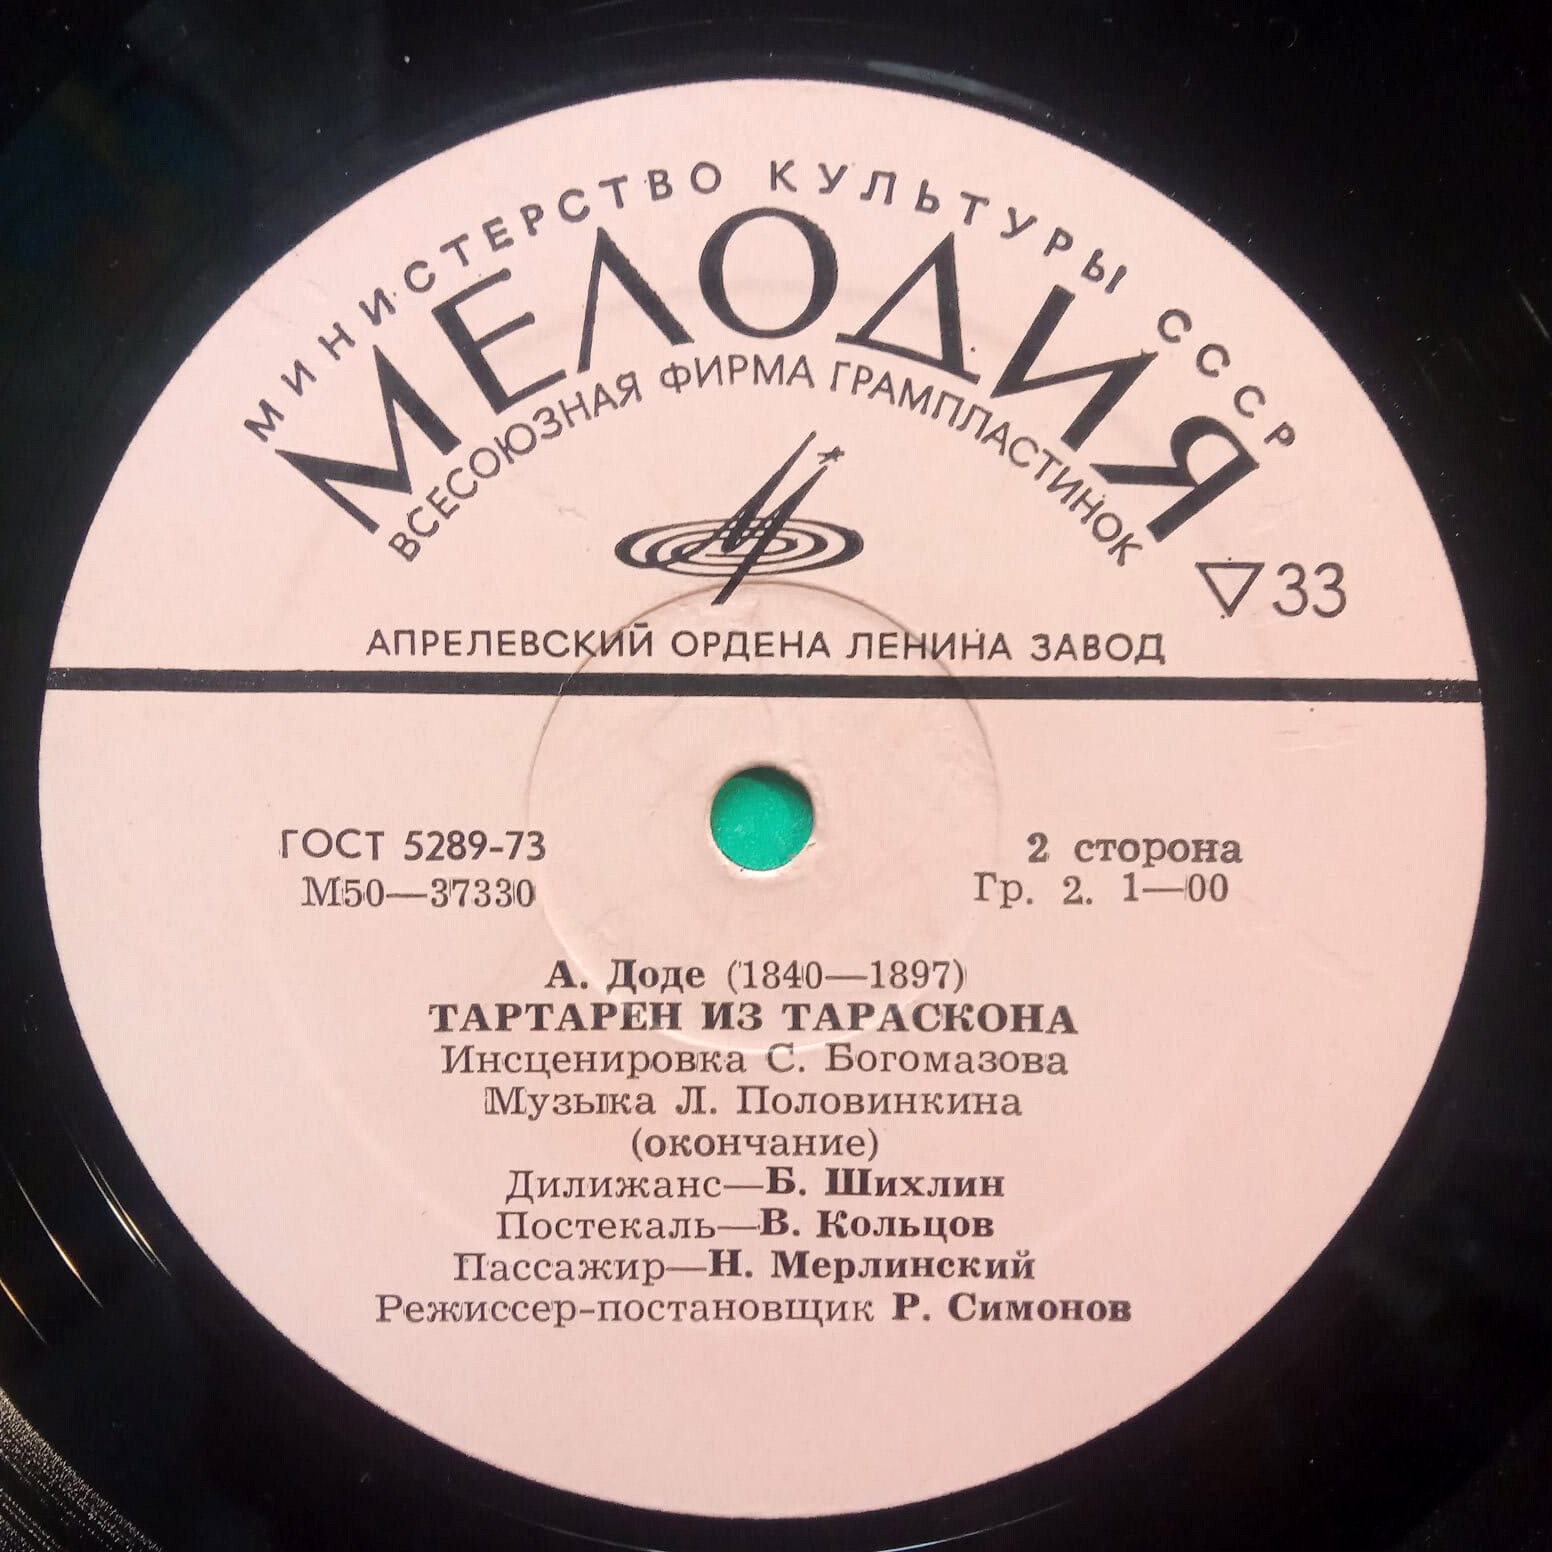 МИНИСТЕРСТВО КУЛЬТУРЫ СССР
МЕЛОДИЯ
ВСЕСОЮЗНАЯ ФИРМА ГРАМПЛАСТИНОК
33
АПРЕЛЕВСКИЙ ОРДЕНА ЛЕНИНА ЗАВОД
ГОСТ 5289-73
М50—37330
2 сторона
Гр. 2. 1—00
А. Доде (1840—1897)
ТАРТАРЕН ИЗ ТАРАСКОНА
Инсценировка С. Богомазова
Музыка Л. Половинкина
(окончание)
Дилижанс—Б. Шихлин
Постекаль—В. Кольцов
Пассажир—Н. Мерлинский
Режиссер-постановщик Р. Симонов